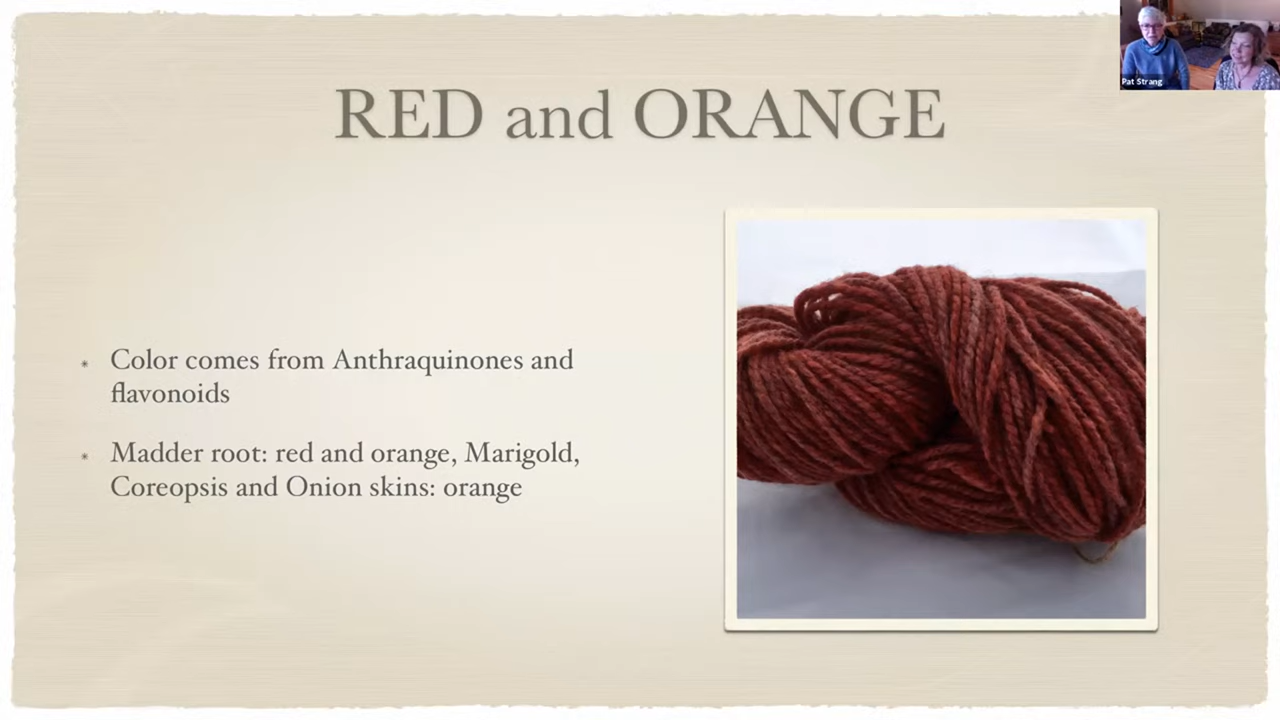 Pat Strang
RED and ORANGE
* Color comes from Anthraquinones and
flavonoids
* Madder root: red and orange, Marigold,
Coreopsis and Onion skins: orange